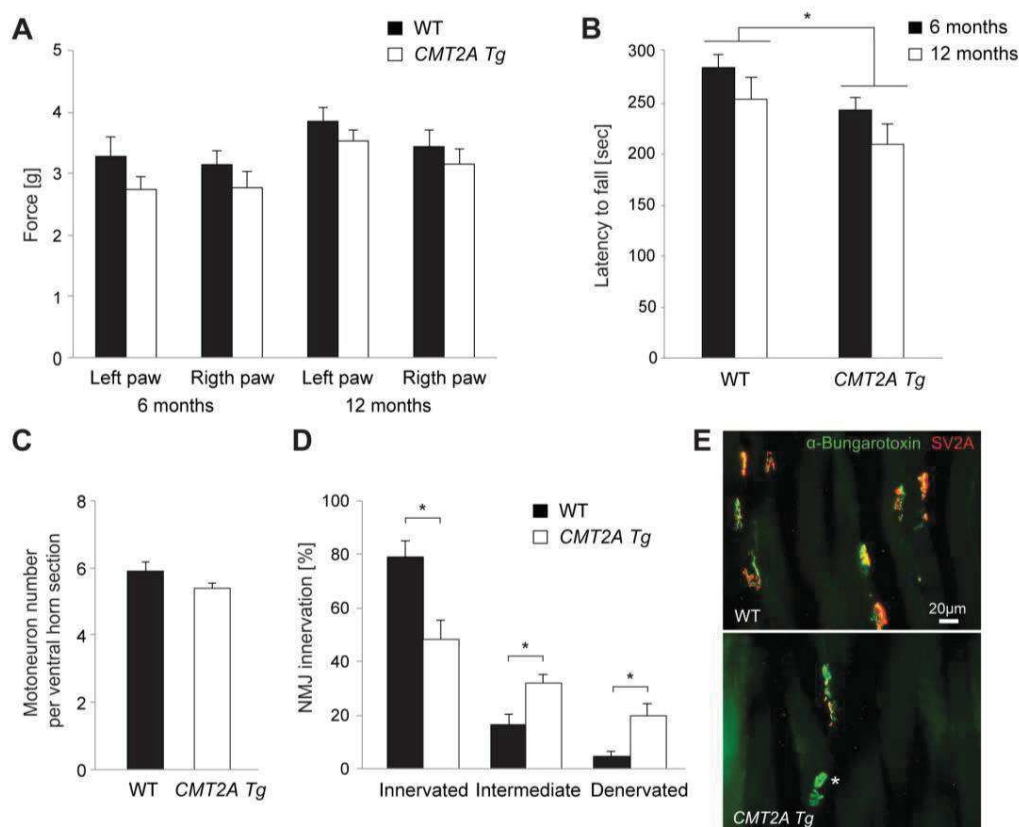 A
WT
CMT2A Tg
Force [g]
5
4
3
2
1
0
Left paw Rigth paw Left paw Rigth paw
6 months 12 months
B
6 months
12 months
*
Latency to fall [sec]
300
250
200
150
100
50
0
WT CMT2A Tg
C
Motoneuron number
per ventral horn section
8
6
4
2
0
WT CMT2A Tg
D
WT
CMT2A Tg
NMJ innervation [%]
100
80
60
40
20
0
* * *
Innervated Intermediate Denervated
E
α-Bungarotoxin SV2A
WT
20µm
*
CMT2A Tg